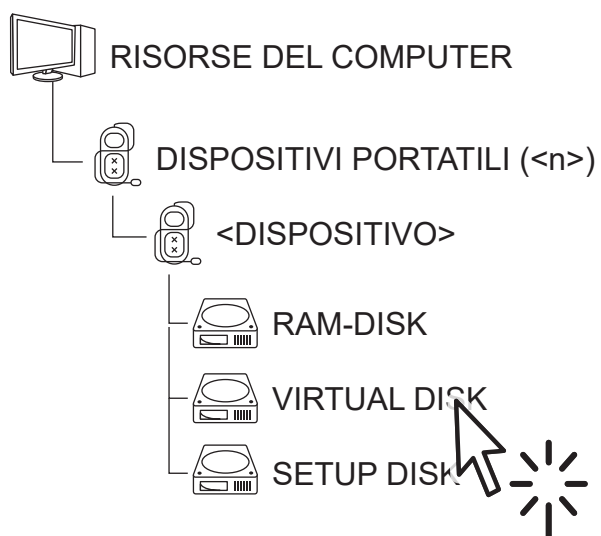 RISORSE DEL COMPUTER
DISPOSITIVI PORTATILI (<n>)
<DISPOSITIVO>
RAM-DISK
VIRTUAL DISK
SETUP DISK